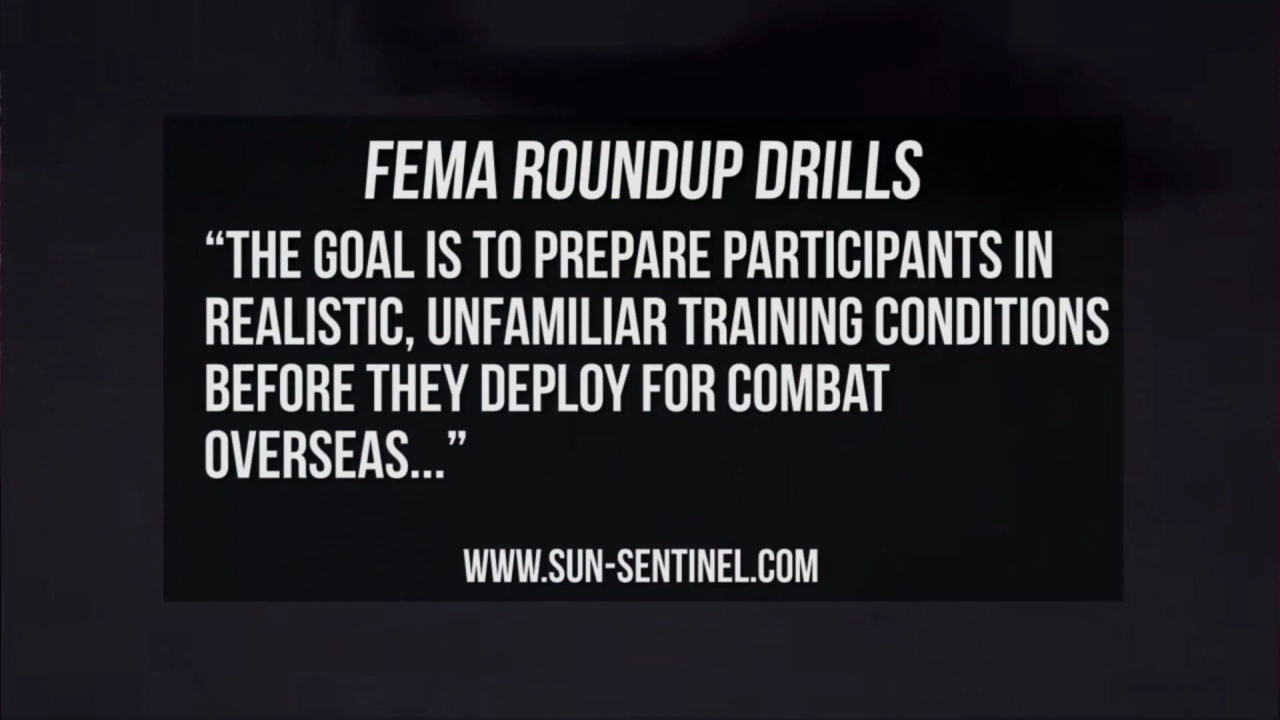 FEMA ROUNDUP DRILLS
“THE GOAL IS TO PREPARE PARTICIPANTS IN
REALISTIC, UNFAMILIAR TRAINING CONDITIONS
BEFORE THEY DEPLOY FOR COMBAT
OVERSEAS...”
WWW.SUN-SENTINEL.COM